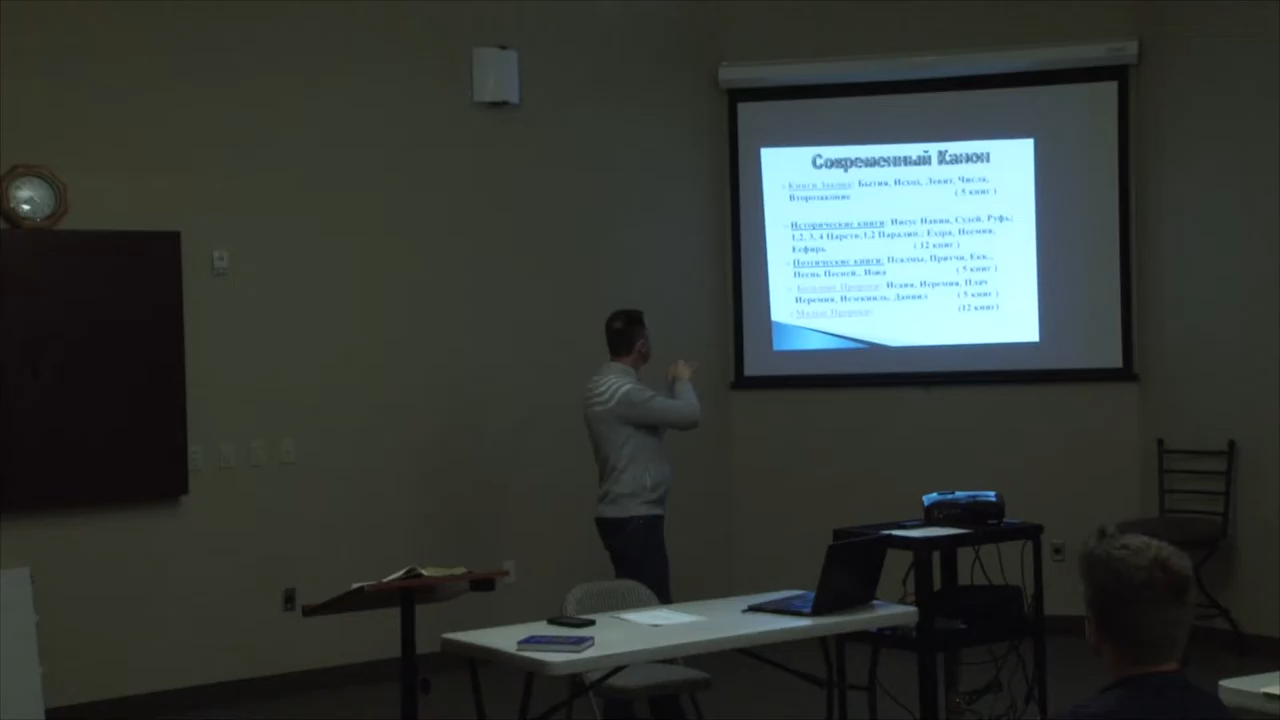 Современный Канон
Книги Закона: Бытия, Исход, Левит, Числа,
Второзаконие ( 5 книг )
Исторические книги: Иисус Навин, Судей, Руфь;
1,2, 3, 4 Царств;1,2 Паралип.; Ездра, Неемия,
Есфирь ( 12 книг )
Поэтические книги: Псалмы, Притчи, Екк.,
Песнь Песней., Иова ( 5 книг )
Большие Пророки: Исаия, Иеремия, Плач
Иеремия, Иезекииль, Даниил ( 5 книг )
Малые Пророки: (12 книг)